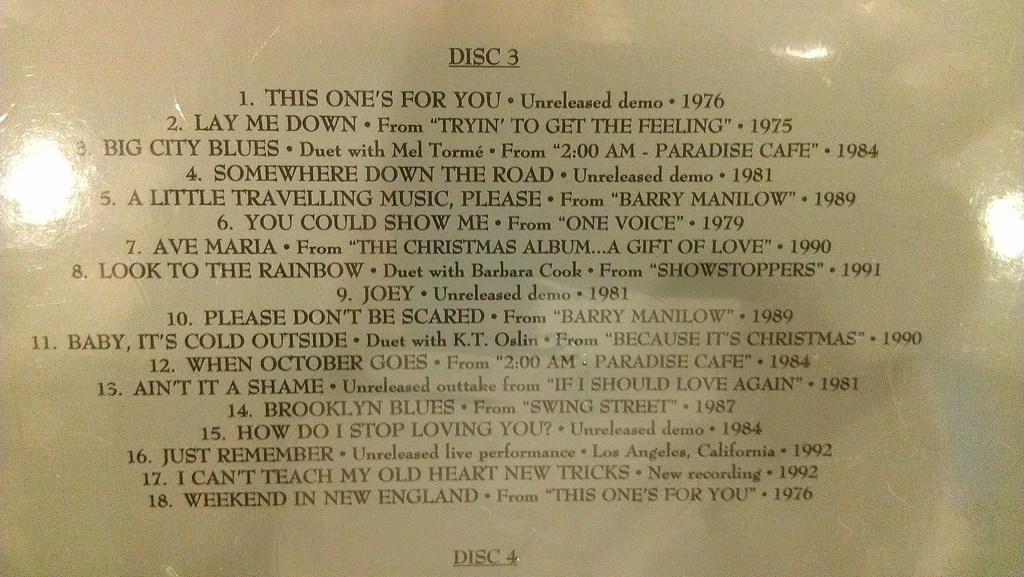 DISC 3
1. THIS ONE'S FOR YOU • Unreleased demo • 1976
2. LAY ME DOWN • From "TRYIN' TO GET THE FEELING" • 1975
3. BIG CITY BLUES • Duet with Mel Tormé • From "2:00 AM - PARADISE CAFE" • 1984
4. SOMEWHERE DOWN THE ROAD • Unreleased demo • 1981
5. A LITTLE TRAVELLING MUSIC, PLEASE • From "BARRY MANILOW" • 1989
6. YOU COULD SHOW ME • From "ONE VOICE" • 1979
7. AVE MARIA • From "THE CHRISTMAS ALBUM...A GIFT OF LOVE" • 1990
8. LOOK TO THE RAINBOW • Duet with Barbara Cook • From "SHOWSTOPPERS" • 1991
9. JOEY • Unreleased demo • 1981
10. PLEASE DON'T BE SCARED • From "BARRY MANILOW" • 1989
11. BABY, IT'S COLD OUTSIDE • Duet with K.T. Oslin • From "BECAUSE IT'S CHRISTMAS" • 1990
12. WHEN OCTOBER GOES • From "2:00 AM - PARADISE CAFE" • 1984
13. AIN'T IT A SHAME • Unreleased outtake from "IF I SHOULD LOVE AGAIN" • 1981
14. BROOKLYN BLUES • From "SWING STREET" • 1987
15. HOW DO I STOP LOVING YOU? • Unreleased demo • 1984
16. JUST REMEMBER • Unreleased live performance • Los Angeles, California • 1992
17. I CAN'T TEACH MY OLD HEART NEW TRICKS • New recording • 1992
18. WEEKEND IN NEW ENGLAND • From "THIS ONE'S FOR YOU" • 1976
DISC 4